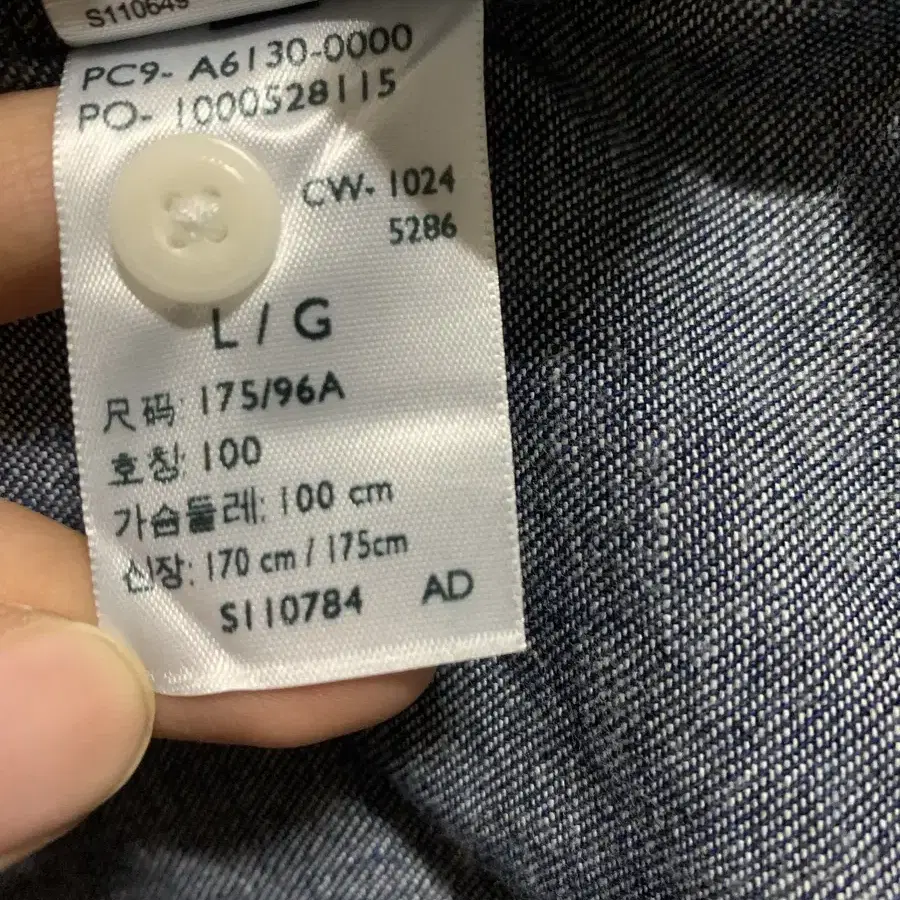 S110649
PC9- A6130-0000
PO- 1000528115
CW- 1024
5286
L / G
尺码: 175/96A
호칭: 100
가슴둘레: 100 cm
신장: 170 cm / 175cm
S110784 AD